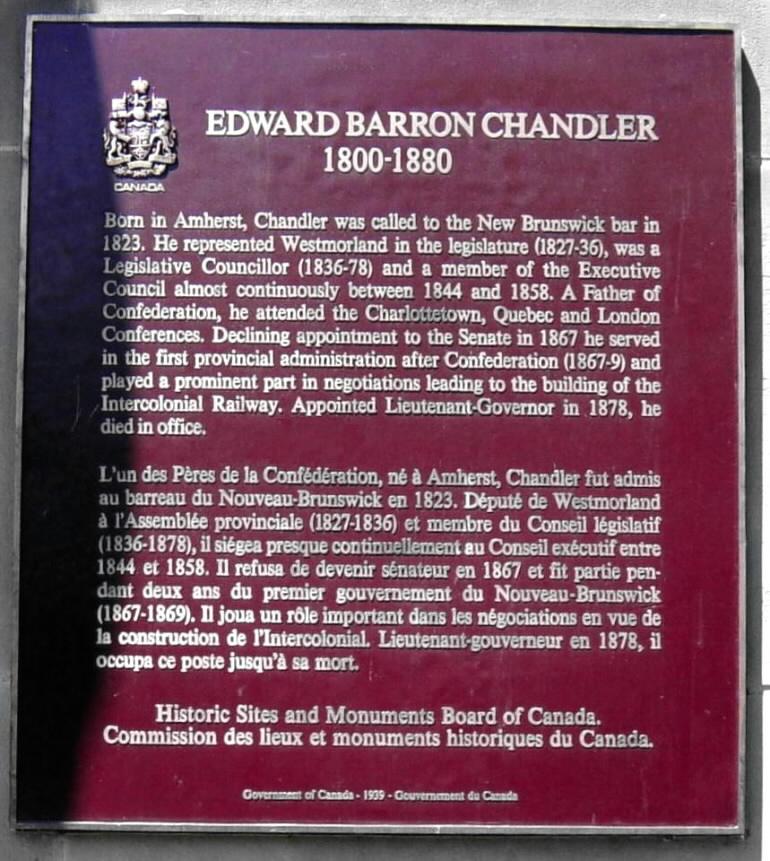 CANADA
EDWARD BARRON CHANDLER
1800-1880
Born in Amherst, Chandler was called to the New Brunswick bar in
1823. He represented Westmorland in the legislature (1827-36), was a
Legislative Councillor (1836-78) and a member of the Executive
Council almost continuously between 1844 and 1858. A Father of
Confederation, he attended the Charlottetown, Quebec and London
Conferences. Declining appointment to the Senate in 1867 he served
in the first provincial administration after Confederation (1867-9) and
played a prominent part in negotiations leading to the building of the
Intercolonial Railway. Appointed Lieutenant-Governor in 1878, he
died in office.
L'un des Pères de la Confédération, né à Amherst, Chandler fut admis
au barreau du Nouveau-Brunswick en 1823. Député de Westmorland
à l'Assemblée provinciale (1827-1836) et membre du Conseil législatif
(1836-1878), il siégea presque continuellement au Conseil exécutif entre
1844 et 1858. Il refusa de devenir sénateur en 1867 et fit partie pen-
dant deux ans du premier gouvernement du Nouveau-Brunswick
(1867-1869). Il joua un rôle important dans les négociations en vue de
la construction de l'Intercolonial. Lieutenant-gouverneur en 1878, il
occupa ce poste jusqu'à sa mort.
Historic Sites and Monuments Board of Canada.
Commission des lieux et monuments historiques du Canada.
Government of Canada - 1939 - Gouvernement du Canada